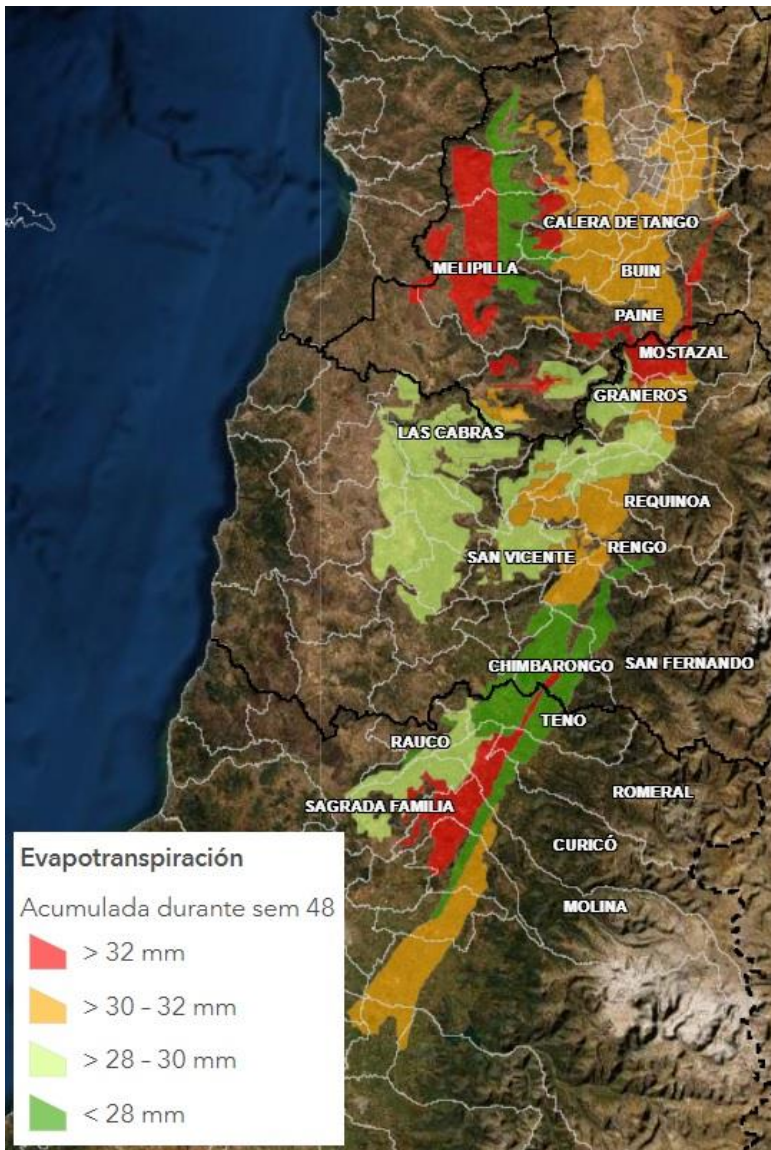 CALERA DE TANGO
MELIPILLA
BUIN
PAINE
MOSTAZAL
GRANEROS
LAS CABRAS
REQUINOA
RENGO
SAN VICENTE
CHIMBARONGO
SAN FERNANDO
TENO
RAUCO
ROMERAL
SAGRADA FAMILIA
CURICÓ
MOLINA
Evapotranspiración
Acumulada durante sem 48
> 32 mm
> 30 - 32 mm
> 28 - 30 mm
< 28 mm